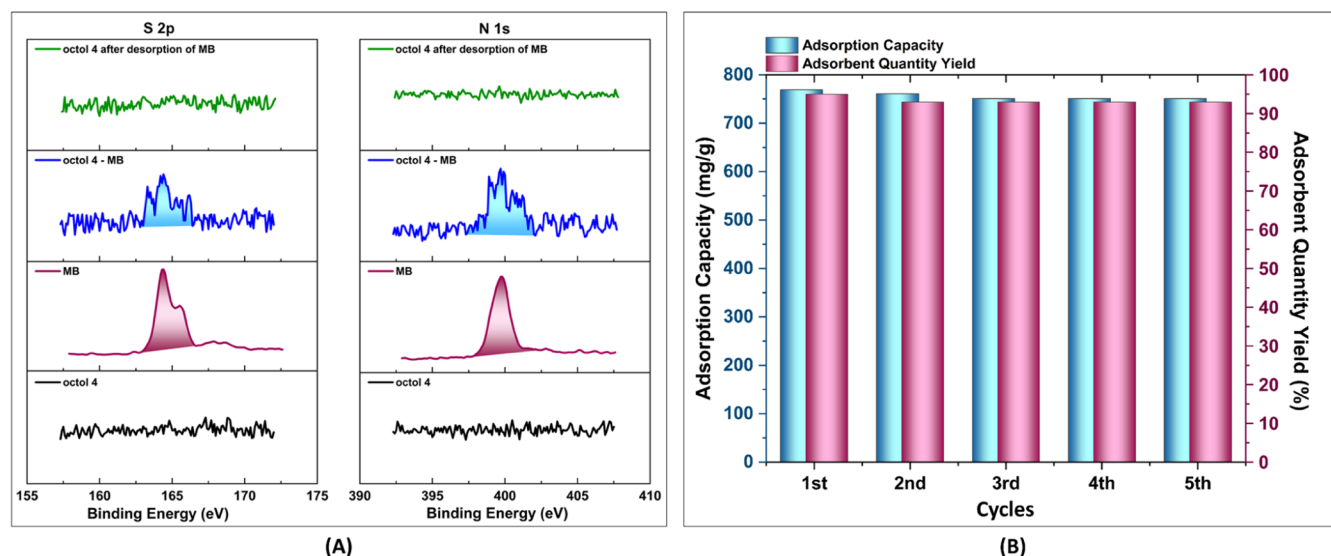 S 2p
octol 4 after desorption of MB
octol 4 - MB
MB
octol 4
155 160 165 170 175
Binding Energy (eV)
N 1s
octol 4 after desorption of MB
octol 4 - MB
MB
octol 4
390 395 400 405 410
Binding Energy (eV)
(A)
Adsorption Capacity
Adsorbent Quantity Yield
Adsorption Capacity (mg/g)
800
700
600
500
400
300
200
100
0
100
90
80
70
60
50
40
30
20
10
0
Adsorbent Quantity Yield (%)
1st 2nd 3rd 4th 5th
Cycles
(B)